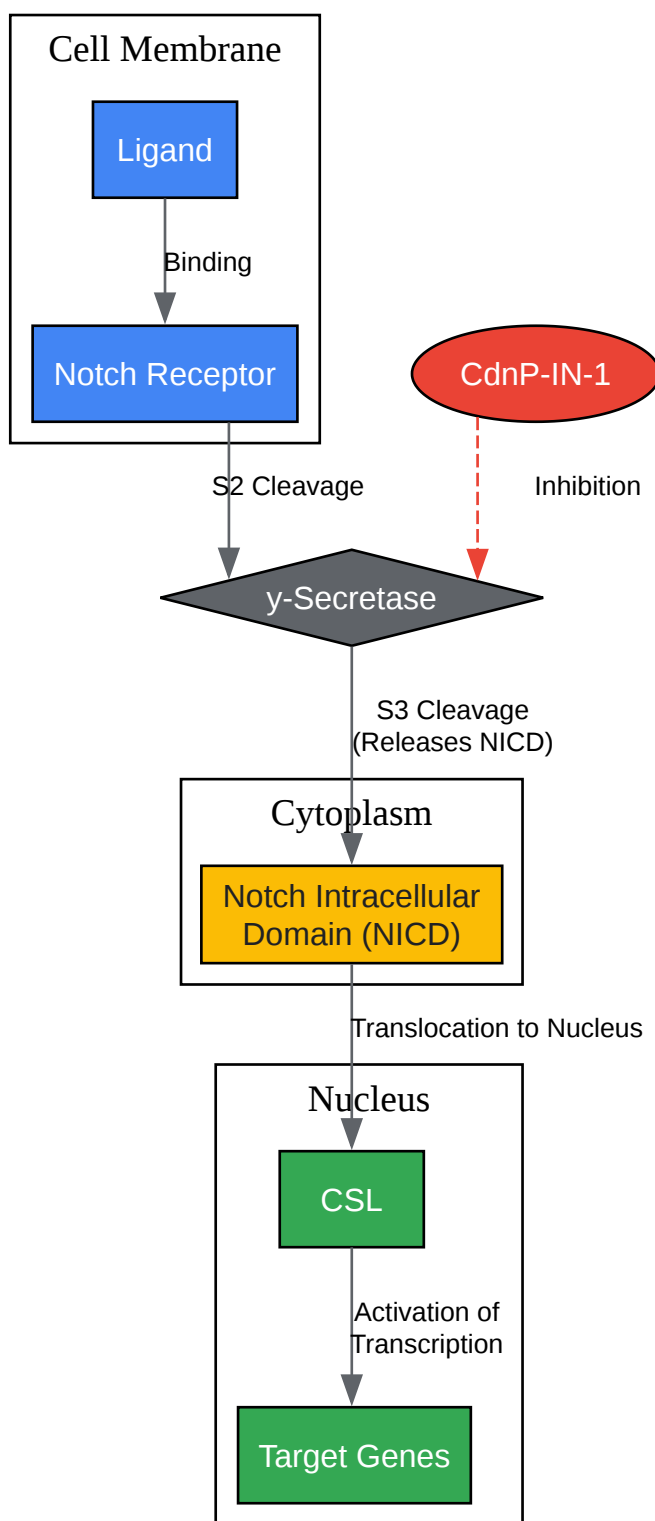 Cell Membrane
Ligand
Binding
Notch Receptor
CdnP-IN-1
S2 Cleavage
Inhibition
y-Secretase
S3 Cleavage
(Releases NICD)
Cytoplasm
Notch Intracellular
Domain (NICD)
Translocation to Nucleus
Nucleus
CSL
Activation of
Transcription
Target Genes